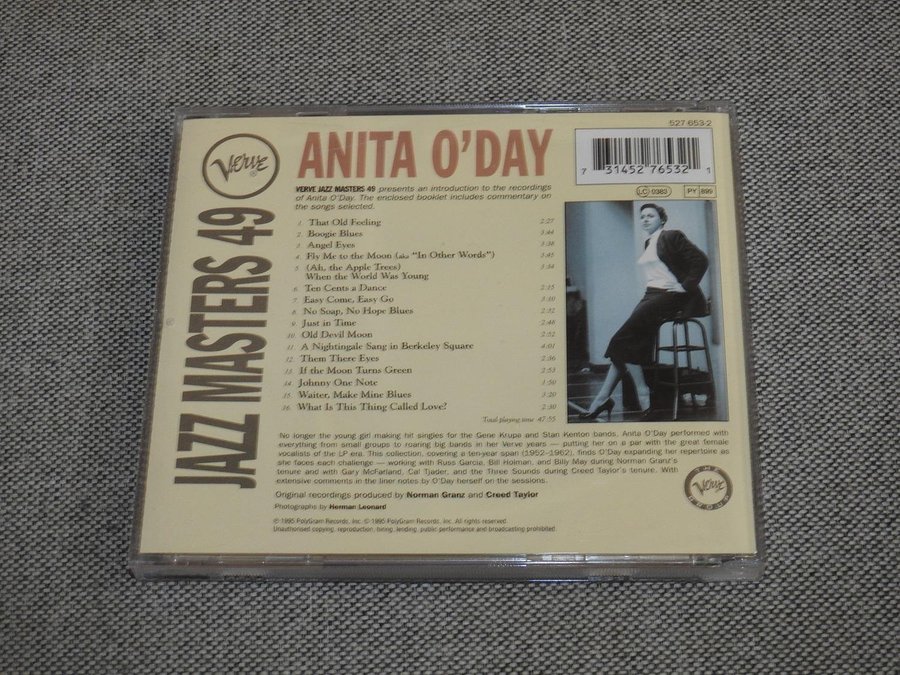 527 653-2
VERVE
®
ANITA O'DAY
7 31452 76532 1
LC 0383
PY 899
JAZZ MASTERS 49
VERVE JAZZ MASTERS 49 presents an introduction to the recordings
of Anita O'Day. The enclosed booklet includes commentary on
the songs selected.
1. That Old Feeling 2:27
2. Boogie Blues 3:44
3. Angel Eyes 3:38
4. Fly Me to the Moon (aka "In Other Words") 3:45
5. (Ah, the Apple Trees) 3:34
When the World Was Young
6. Ten Cents a Dance 2:15
7. Easy Come, Easy Go 3:10
8. No Soap, No Hope Blues 2:32
9. Just in Time 2:48
10. Old Devil Moon 2:52
11. A Nightingale Sang in Berkeley Square 4:01
12. Them There Eyes 2:36
13. If the Moon Turns Green 2:53
14. Johnny One Note 1:50
15. Waiter, Make Mine Blues 3:20
16. What Is This Thing Called Love? 2:30
Total playing time 47:55
No longer the young girl making hit singles for the Gene Krupa and Stan Kenton bands, Anita O'Day performed with
everything from small groups to roaring big bands in her Verve years — putting her on a par with the great female
vocalists of the LP era. This collection, covering a ten-year span (1952–1962), finds O'Day expanding her repertoire as
she faces each challenge — working with Russ Garcia, Bill Holman, and Billy May during Norman Granz's
tenure and with Gary McFarland, Cal Tjader, and the Three Sounds during Creed Taylor's tenure. With
extensive comments in the liner notes by O'Day herself on the sessions.
Original recordings produced by Norman Granz and Creed Taylor
Photographs by Herman Leonard
℗ 1995 PolyGram Records, Inc. © 1995 PolyGram Records, Inc. All rights reserved.
Unauthorised copying, reproduction, hiring, lending, public performance and broadcasting prohibited.
THE
VERVE
GROUP